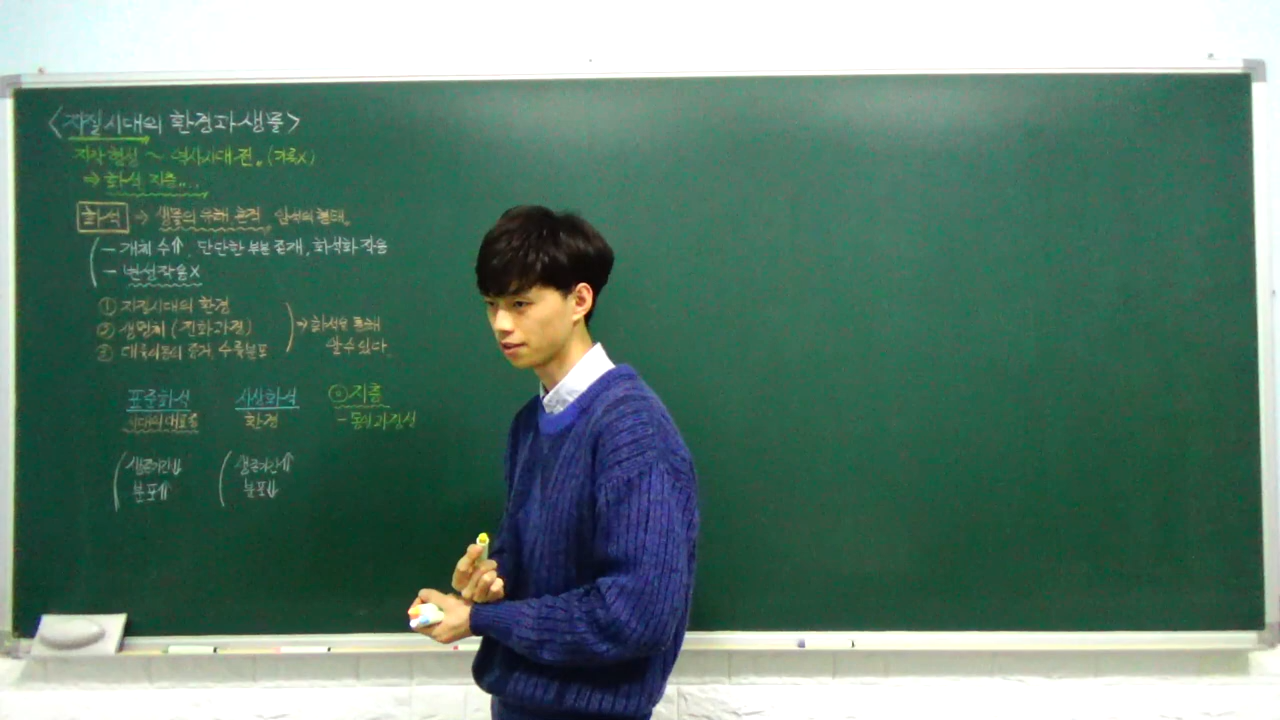 <지질시대의 환경과 생물>
지각 형성 ~ 역사시대 전. (기록X)
⇒ 화석, 지층....
화석 → 생물의 유해, 흔적, 암석의 형태.
- 개체 수⇑, 단단한 부분 존재, 화석화 작용
- 변성작용X
① 지질시대의 환경
② 생명체 (진화과정)
③ 대륙이동의 증거, 수륙분포
→ 화석을 통해
알 수 있다.
표준화석 시상화석 지층
시대의 대표 환경 - 동일과정설
생존기간⇓ 생존기간⇑
분포⇑ 분포⇓